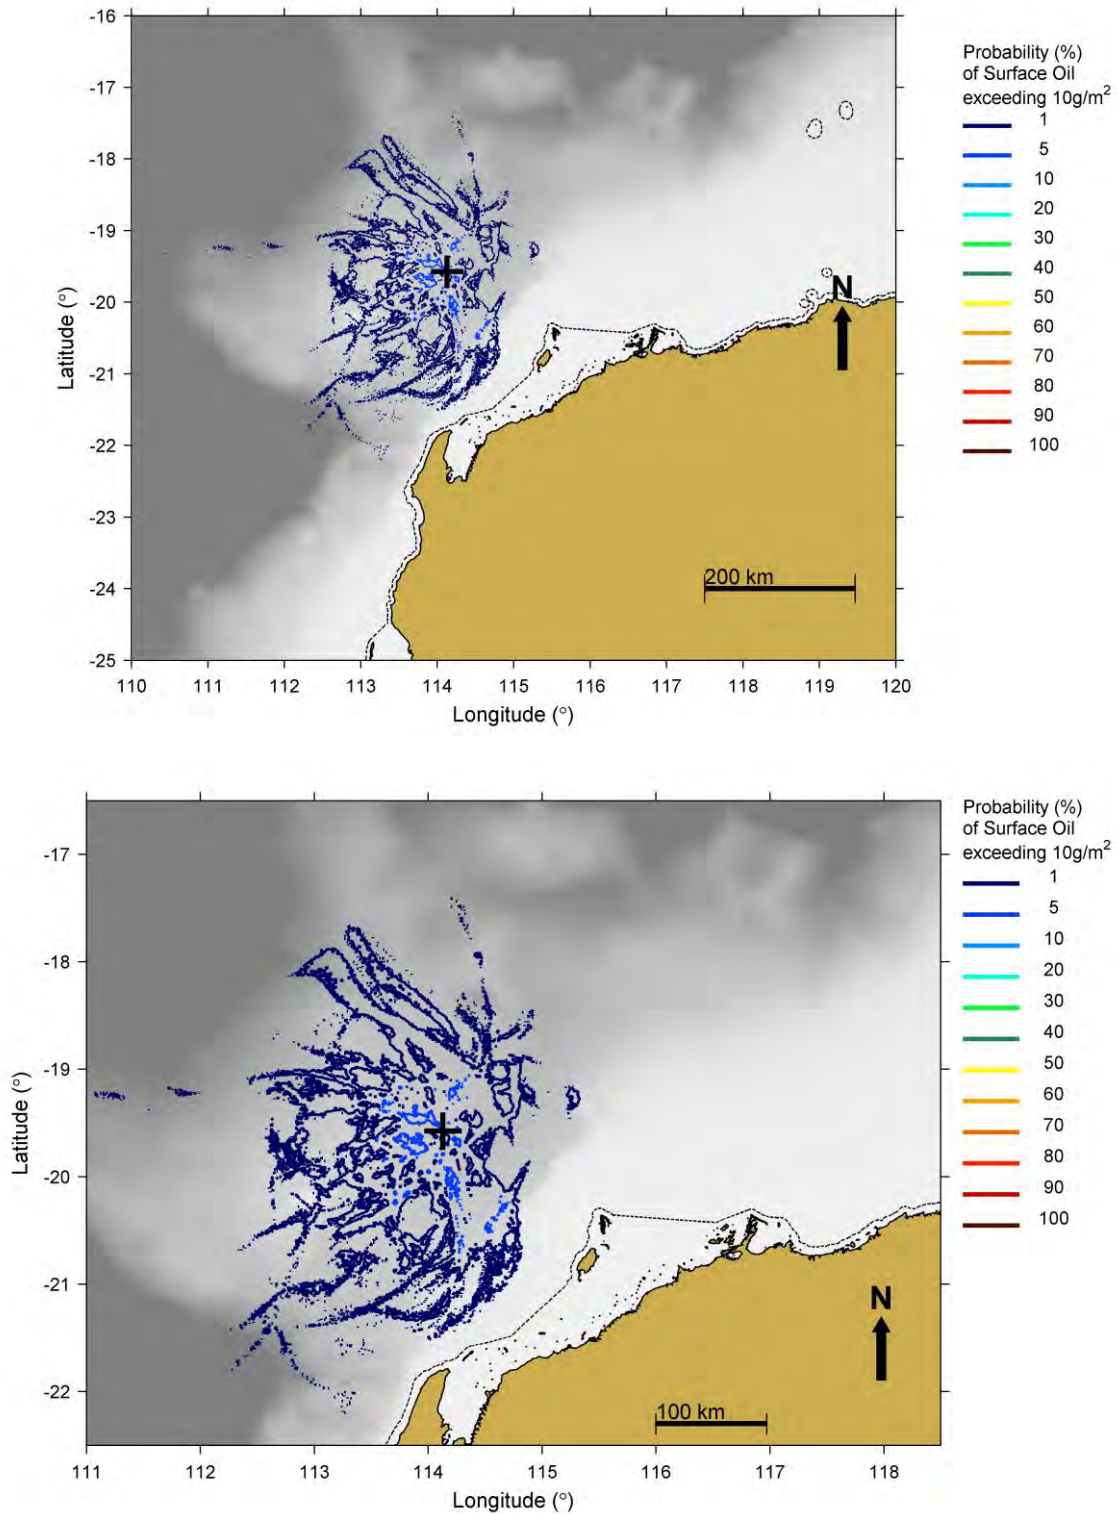 -16
-17
-18
-19
-20
-21
-22
-23
-24
-25
Latitude (°)
110 111 112 113 114 115 116 117 118 119 120
Longitude (°)
N
200 km
Probability (%)
of Surface Oil
exceeding 10g/m²
1
5
10
20
30
40
50
60
70
80
90
100
-17
-18
-19
-20
-21
-22
Latitude (°)
111 112 113 114 115 116 117 118
Longitude (°)
N
100 km
Probability (%)
of Surface Oil
exceeding 10g/m²
1
5
10
20
30
40
50
60
70
80
90
100